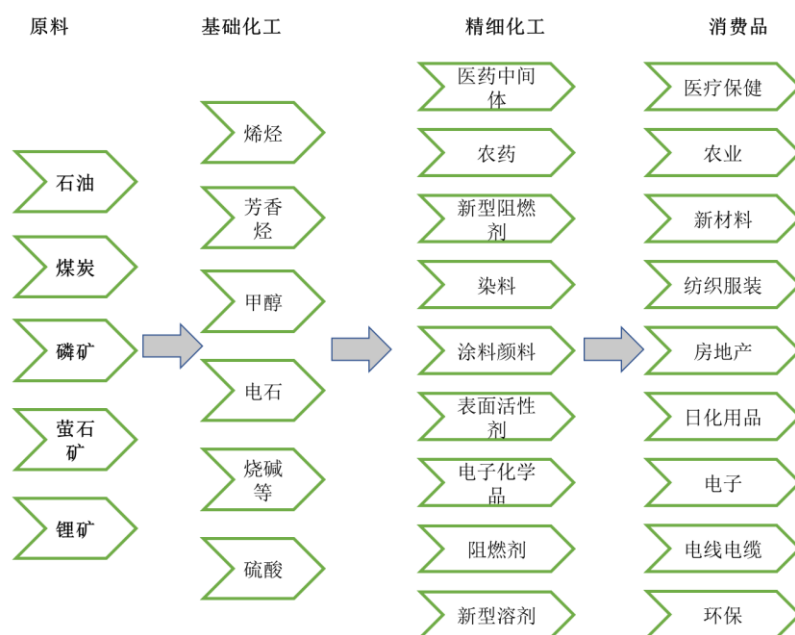 原料
基础化工
精细化工
消费品
石油
煤炭
磷矿
萤石
矿
锂矿
烯烃
芳香
烃
甲醇
电石
烧碱
等
硫酸
医药中间
体
农药
新型阻燃
剂
染料
涂料颜料
表面活性
剂
电子化学
品
阻燃剂
新型溶剂
医疗保健
农业
新材料
纺织服装
房地产
日化用品
电子
电线电缆
环保